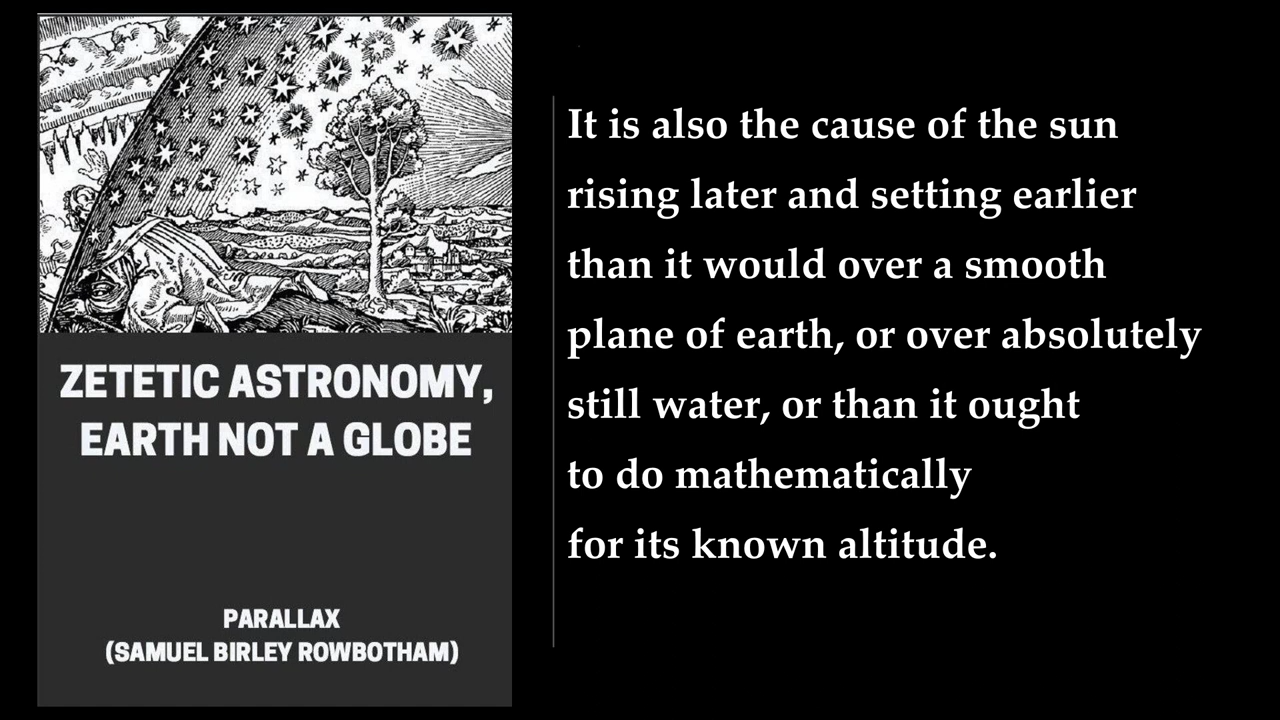 ZETETIC ASTRONOMY,
EARTH NOT A GLOBE
PARALLAX
(SAMUEL BIRLEY ROWBOTHAM)
It is also the cause of the sun
rising later and setting earlier
than it would over a smooth
plane of earth, or over absolutely
still water, or than it ought
to do mathematically
for its known altitude.